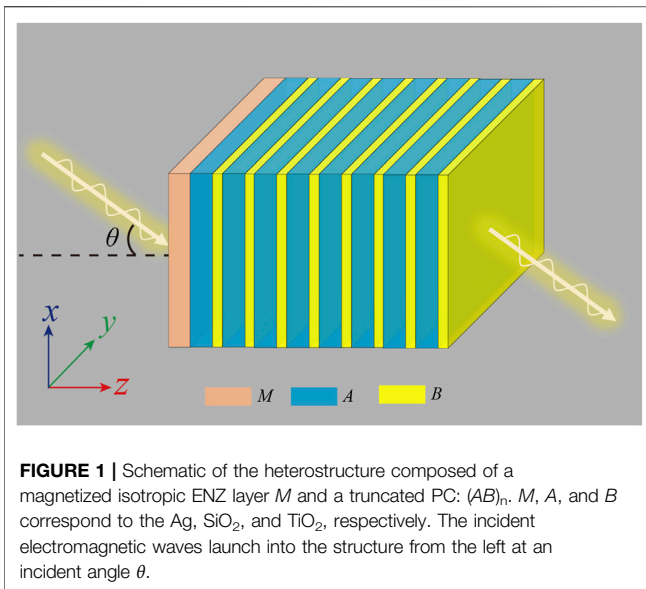 θ
x
y
z
M
A
B
FIGURE 1 | Schematic of the heterostructure composed of a
magnetized isotropic ENZ layer M and a truncated PC: (AB)ₙ. M, A, and B
correspond to the Ag, SiO₂, and TiO₂, respectively. The incident
electromagnetic waves launch into the structure from the left at an
incident angle θ.